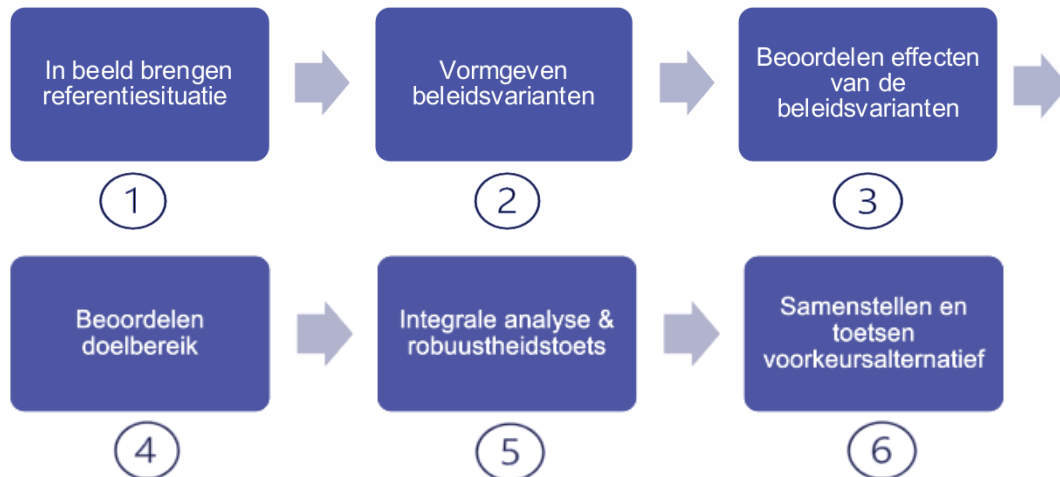 In beeld brengen
referentiesituatie
1
Vormgeven
beleidsvarianten
2
Beoordelen effecten
van de
beleidsvarianten
3
Beoordelen
doelbereik
4
Integrale analyse &
robuustheidstoets
5
Samenstellen en
toetsen
voorkeursalternatief
6